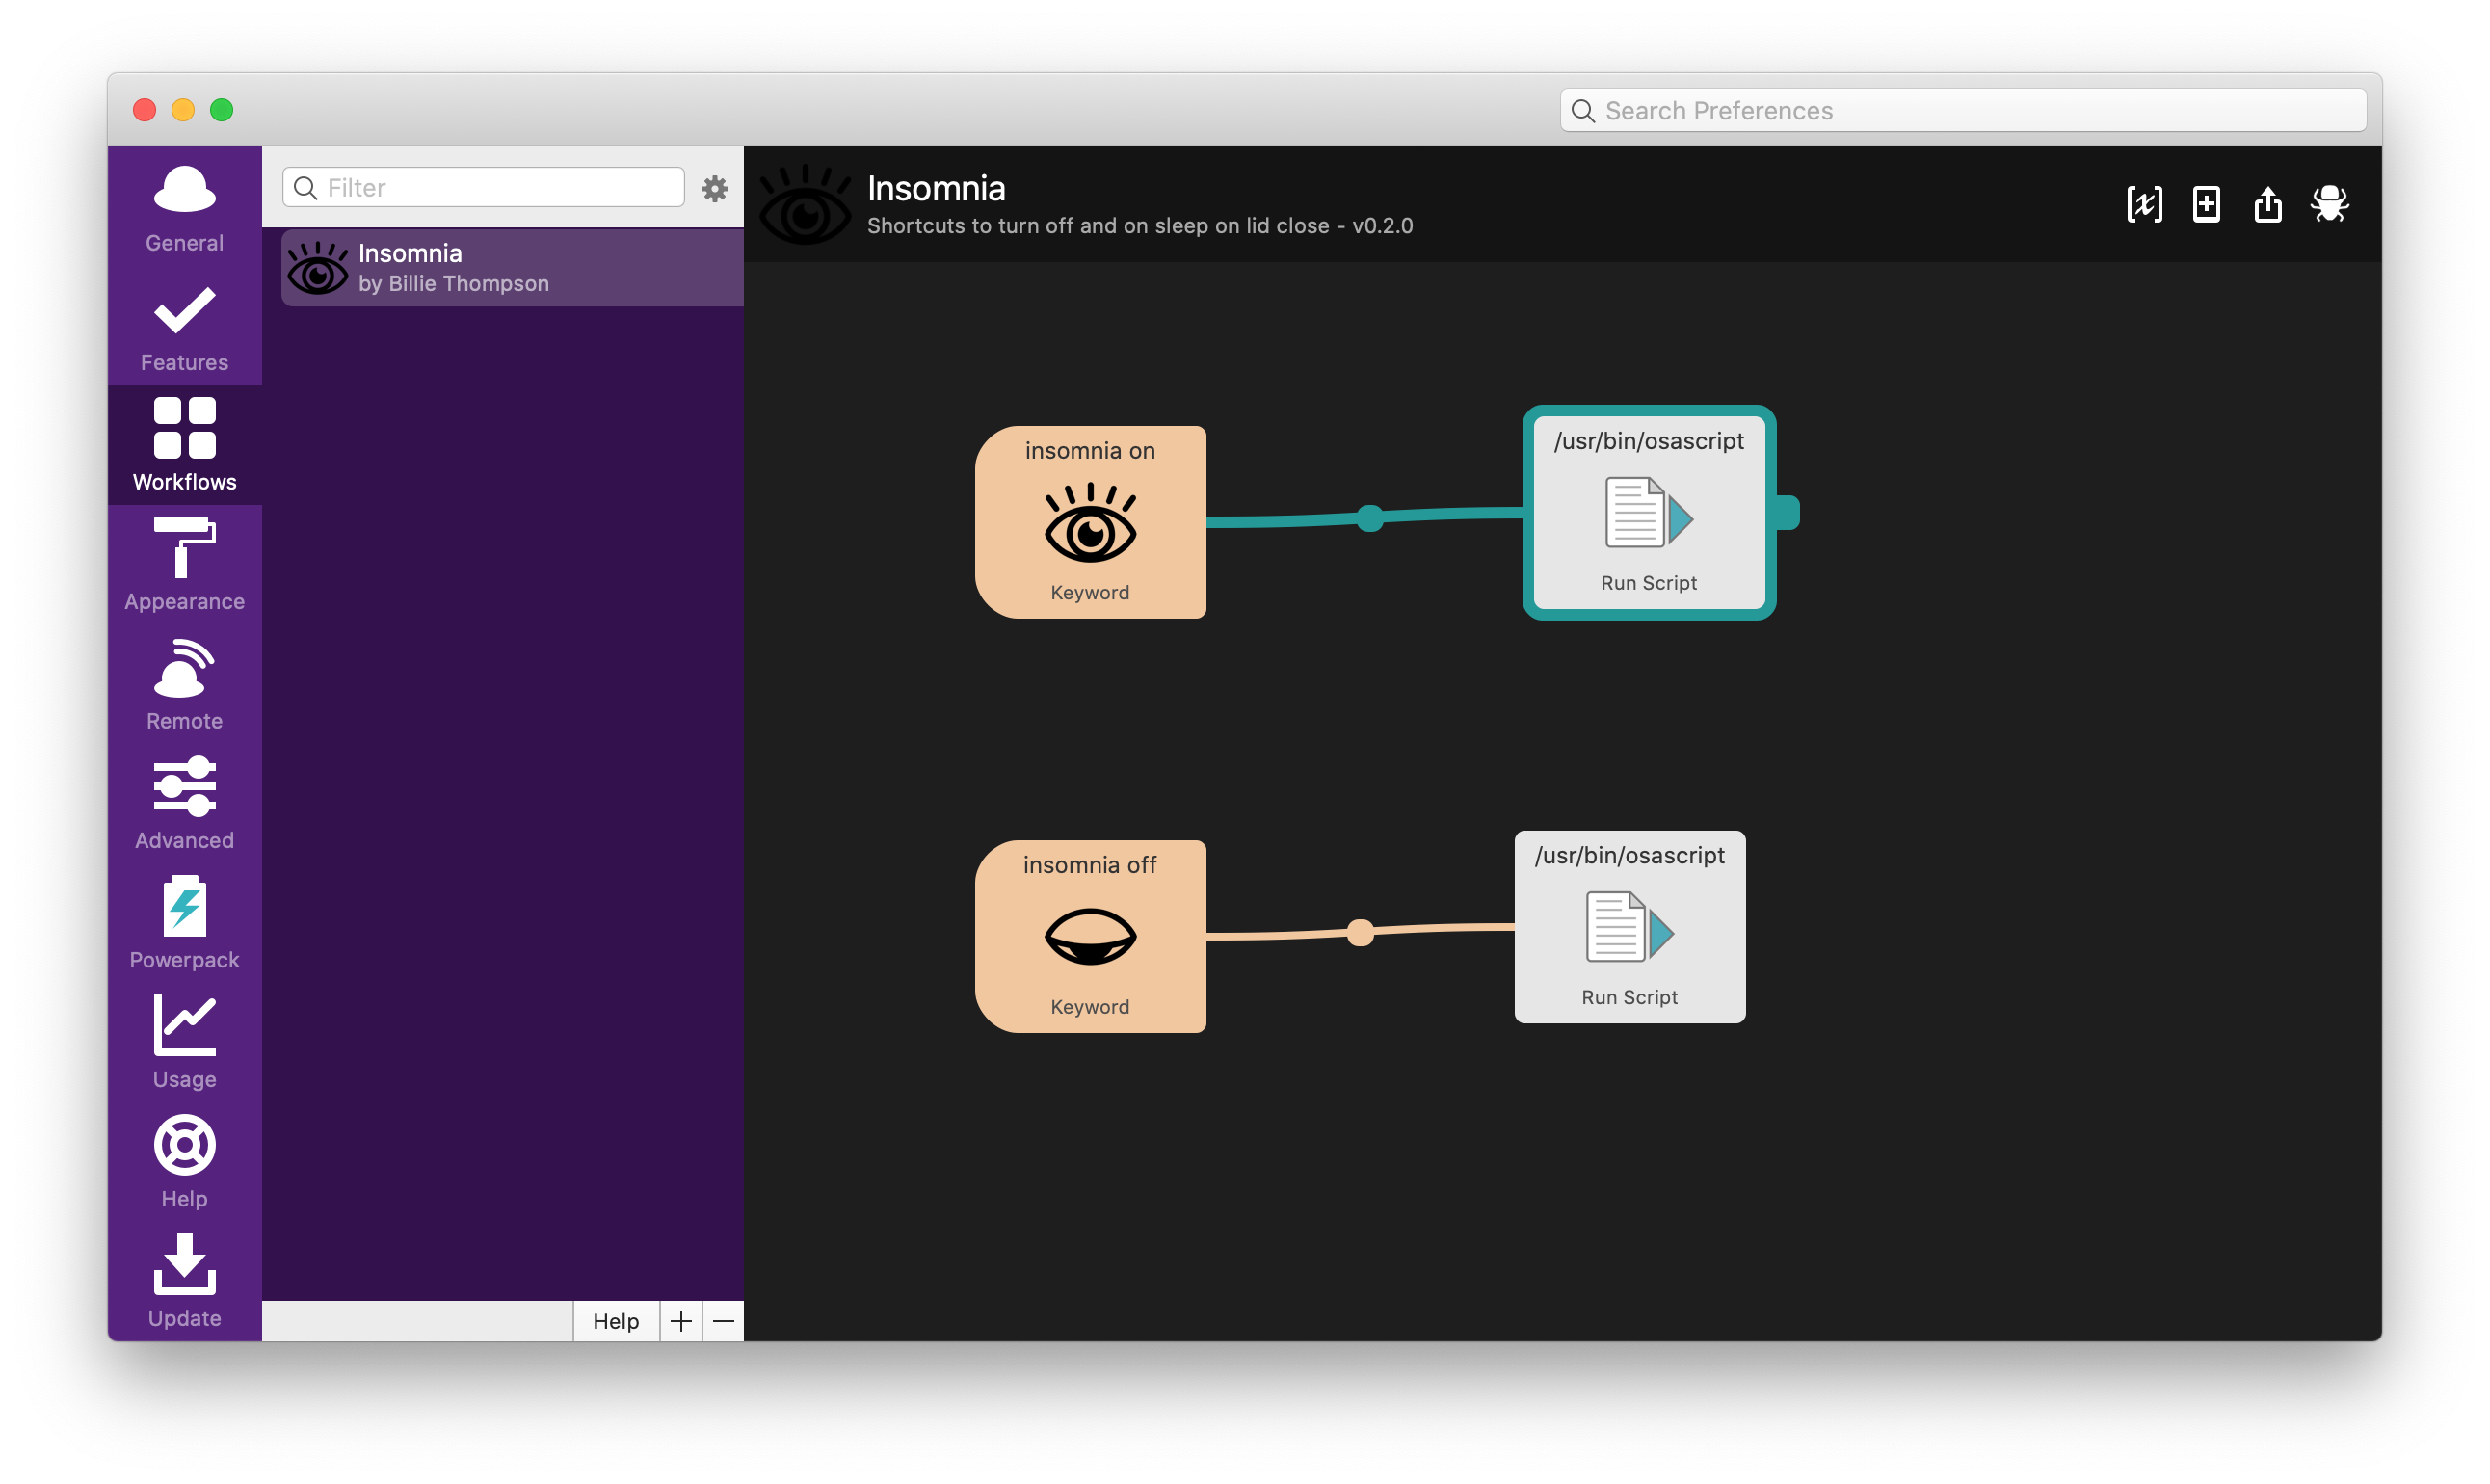 Search Preferences
General
Features
Workflows
Appearance
Remote
Advanced
Powerpack
Usage
Help
Update
Filter
Insomnia
by Billie Thompson
Help
Insomnia
Shortcuts to turn off and on sleep on lid close - v0.2.0
insomnia on
Keyword
/usr/bin/osascript
Run Script
insomnia off
Keyword
/usr/bin/osascript
Run Script